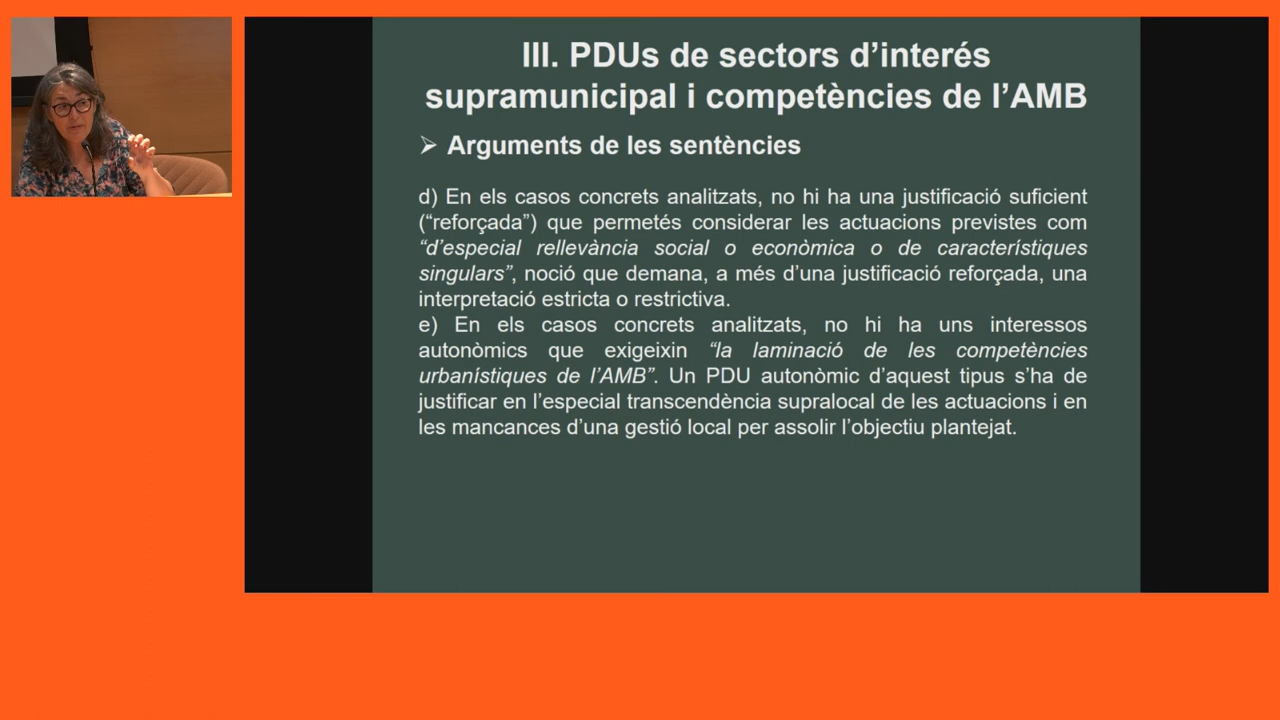 III. PDUs de sectors d’interés
supramunicipal i competències de l’AMB
➢ Arguments de les sentències
d) En els casos concrets analitzats, no hi ha una justificació suficient
(“reforçada”) que permetés considerar les actuacions previstes com
“d’especial rellevància social o econòmica o de característiques
singulars”, noció que demana, a més d’una justificació reforçada, una
interpretació estricta o restrictiva.
e) En els casos concrets analitzats, no hi ha uns interessos
autonòmics que exigeixin “la laminació de les competències
urbanístiques de l’AMB”. Un PDU autonòmic d’aquest tipus s’ha de
justificar en l’especial transcendència supralocal de les actuacions i en
les mancances d’una gestió local per assolir l’objectiu plantejat.